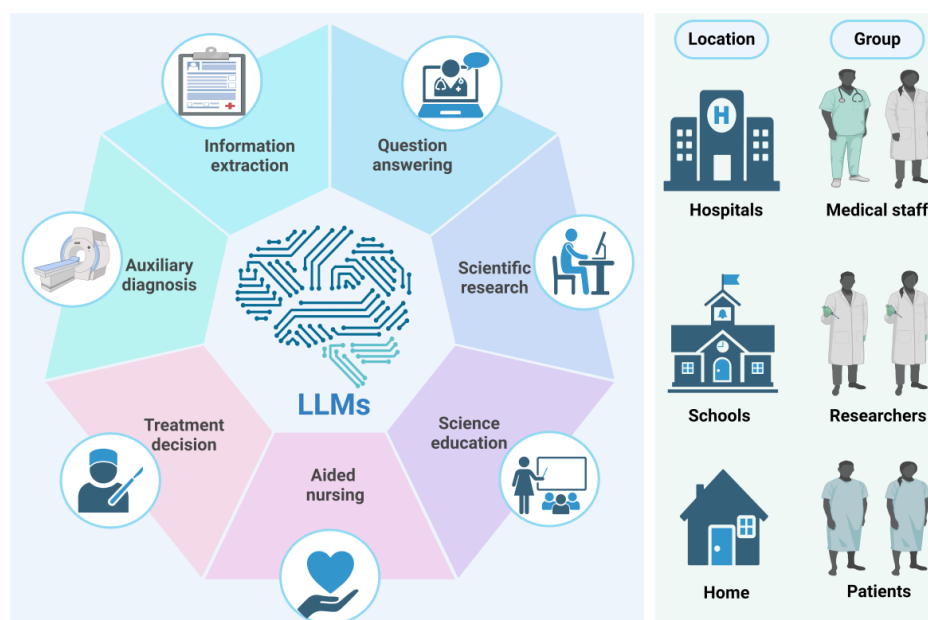 Information
extraction
Question
answering
Auxiliary
diagnosis
Scientific
research
LLMs
Treatment
decision
Science
education
Aided
nursing
Location
Group
H
Hospitals
Medical staff
Schools
Researchers
Home
Patients